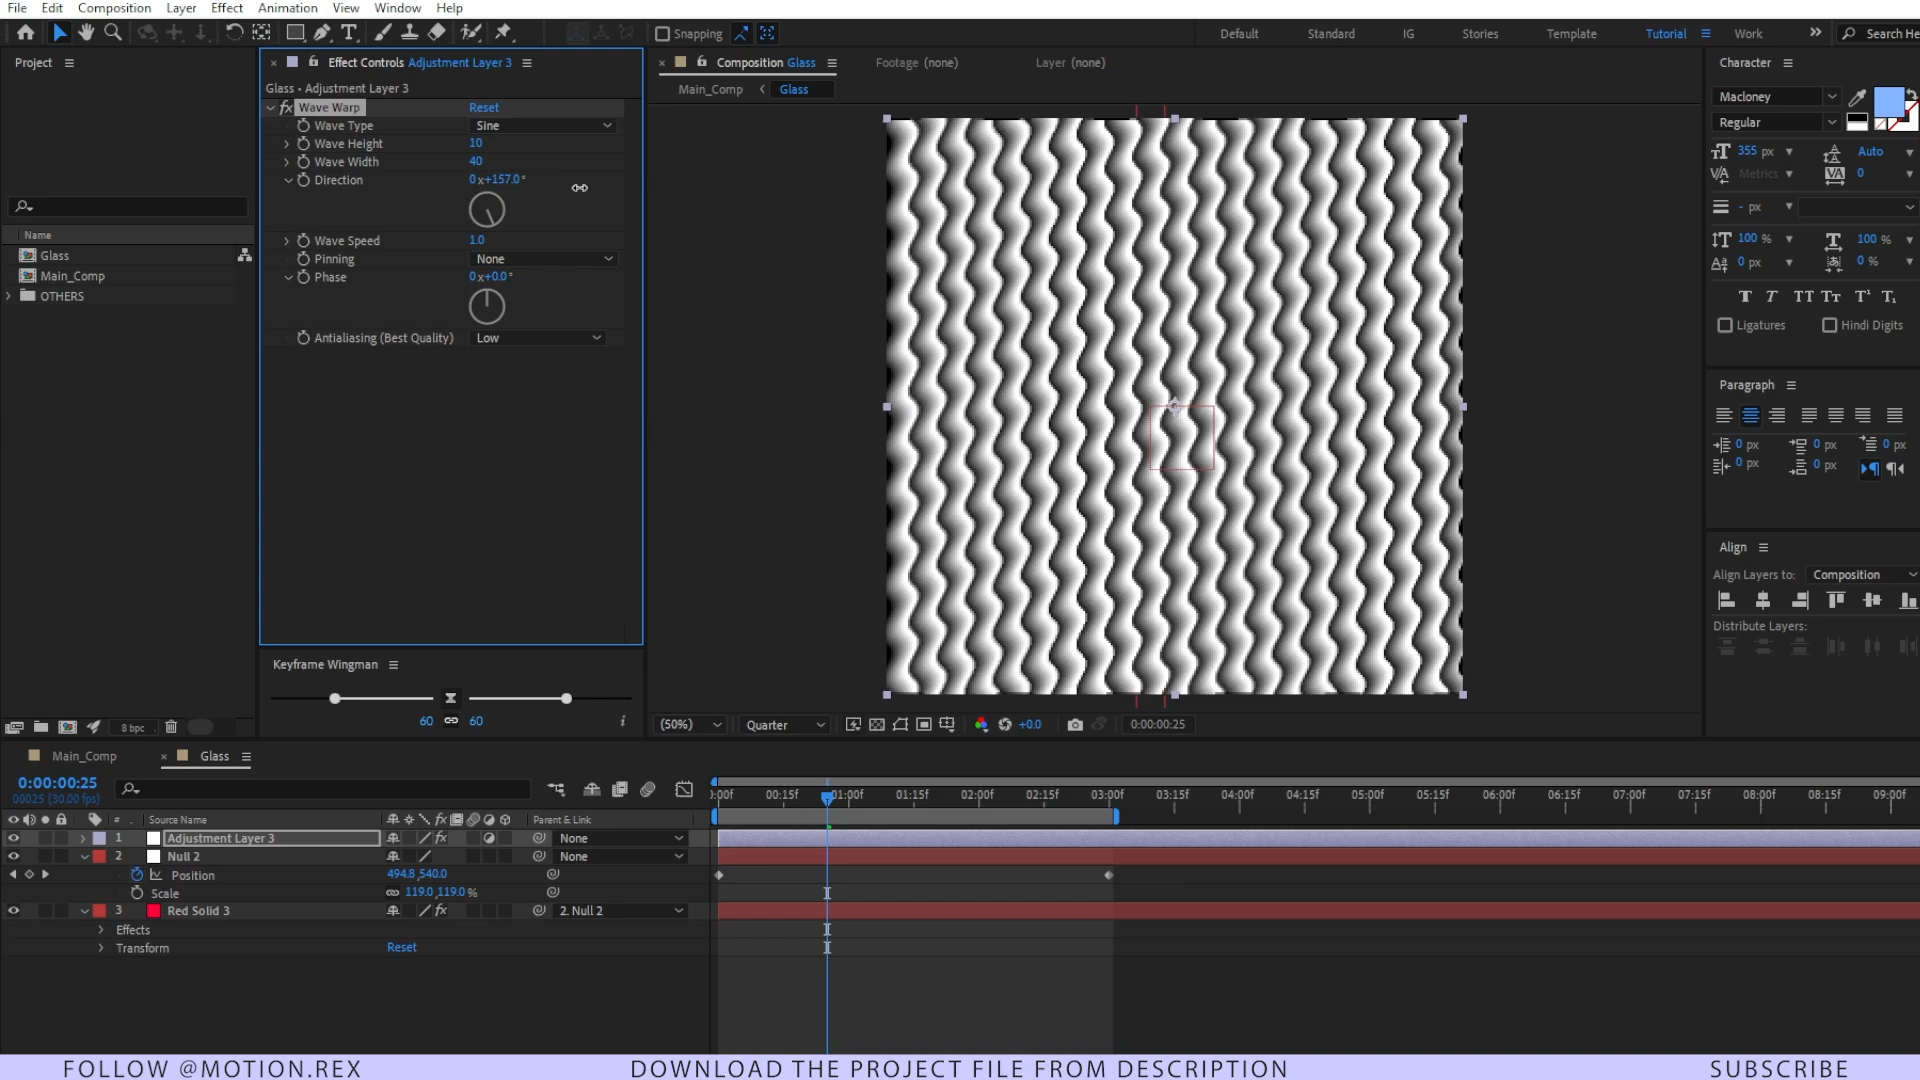 File Edit Composition Layer Effect Animation View Window Help
Snapping Default Standard IG Stories Template Tutorial Work Search He
Project
Name
Glass
Main_Comp
OTHERS
8 bpc
Effect Controls Adjustment Layer 3
Glass • Adjustment Layer 3
fx Wave Warp Reset
Wave Type Sine
Wave Height 10
Wave Width 40
Direction 0x+157.0°
Wave Speed 1.0
Pinning None
Phase 0x+0.0°
Antialiasing (Best Quality) Low
Keyframe Wingman
60 60
Composition Glass Footage (none) Layer (none)
Main_Comp Glass
(50%) Quarter +0.0 0:00:00:25
Character
Macloney
Regular
355 px Auto
Metrics 0
- px
100 % 100 %
0 px 0 %
T T TT Tт T¹ T₁
Ligatures Hindi Digits
Paragraph
0 px 0 px 0 px
0 px 0 px
Align
Align Layers to: Composition
Distribute Layers:
Main_Comp Glass
0:00:00:25
00025 (30.00 fps)
:00f 00:15f 01:00f 01:15f 02:00f 02:15f 03:00f 03:15f 04:00f 04:15f 05:00f 05:15f 06:00f 06:15f 07:00f 07:15f 08:00f 08:15f 09:00f
# Source Name Parent & Link
1 Adjustment Layer 3 None
2 Null 2 None
Position 494.8,540.0
Scale 119.0,119.0%
3 Red Solid 3 2. Null 2
Effects
Transform Reset
FOLLOW @MOTION.REX DOWNLOAD THE PROJECT FILE FROM DESCRIPTION SUBSCRIBE